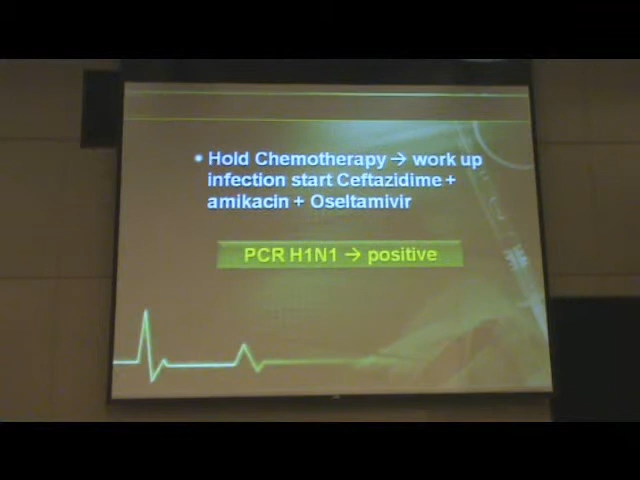 • Hold Chemotherapy → work up
infection start Ceftazidime +
amikacin + Oseltamivir
PCR H1N1 → positive